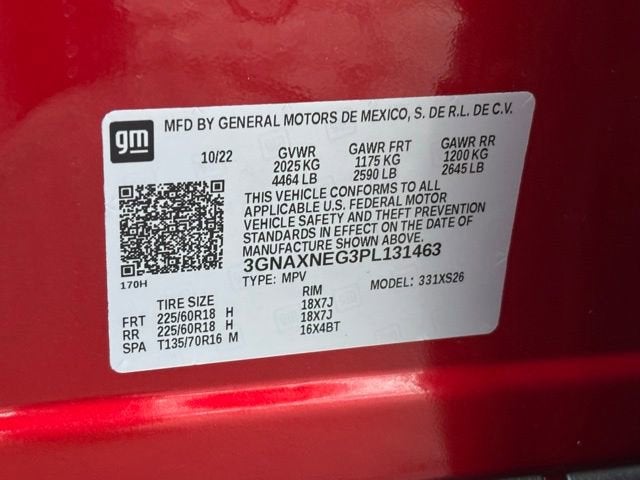 gm MFD BY GENERAL MOTORS DE MEXICO, S. DE R.L. DE C.V.
10/22 GVWR GAWR FRT GAWR RR
2025 KG 1175 KG 1200 KG
4464 LB 2590 LB 2645 LB
THIS VEHICLE CONFORMS TO ALL
APPLICABLE U.S. FEDERAL MOTOR
VEHICLE SAFETY AND THEFT PREVENTION
STANDARDS IN EFFECT ON THE DATE OF
MANUFACTURE SHOWN ABOVE.
3GNAXNEG3PL131463
170H TYPE: MPV MODEL: 331XS26
TIRE SIZE RIM
FRT 225/60R18 H 18X7J
RR 225/60R18 H 18X7J
SPA T135/70R16 M 16X4BT